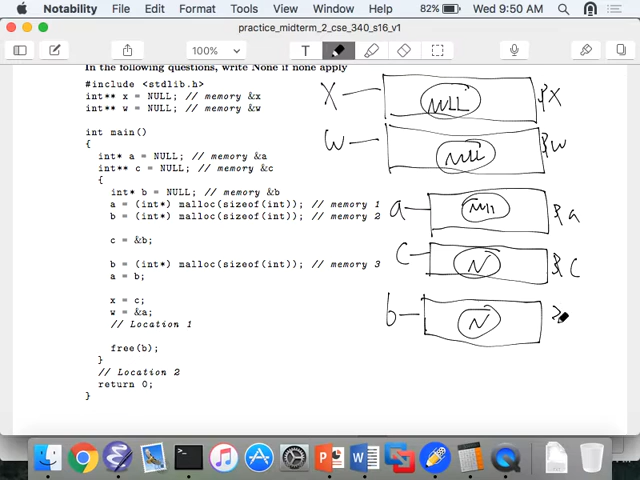 Notability File Edit View Window Help 82% Wed 9:50 AM
practice_midterm_2_cse_340_s16_v1
100% T
In the following questions, write None if none apply
#include <stdlib.h>
int** x = NULL; // memory &x
int** w = NULL; // memory &w
int main()
{
int* a = NULL; // memory &a
int** c = NULL; // memory &c
{
int* b = NULL; // memory &b
a = (int*) malloc(sizeof(int)); // memory 1
b = (int*) malloc(sizeof(int)); // memory 2
c = &b;
b = (int*) malloc(sizeof(int)); // memory 3
a = b;
x = c;
w = &a;
// Location 1
free(b);
}
// Location 2
return 0;
}
X NULL &X
W NULL &W
a NULL &a
C N &C
b N